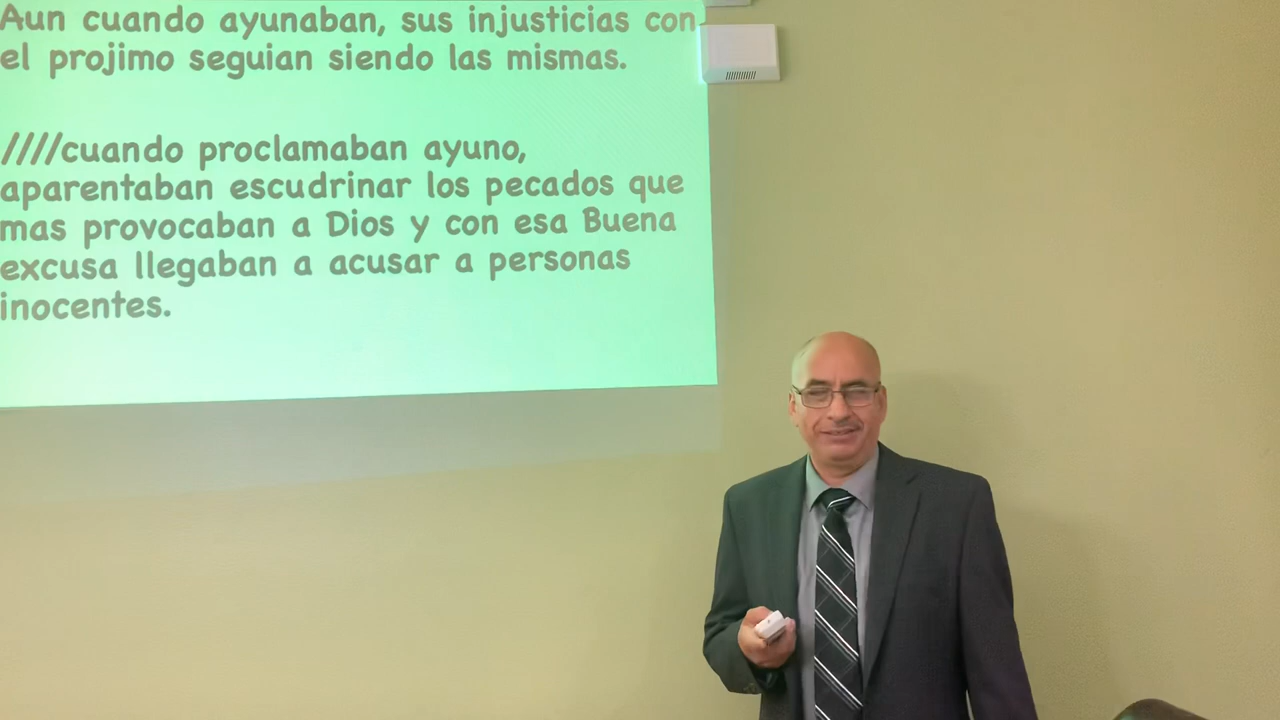 Aun cuando ayunaban, sus injusticias con
el projimo seguian siendo las mismas.
////cuando proclamaban ayuno,
aparentaban escudrinar los pecados que
mas provocaban a Dios y con esa Buena
excusa llegaban a acusar a personas
inocentes.